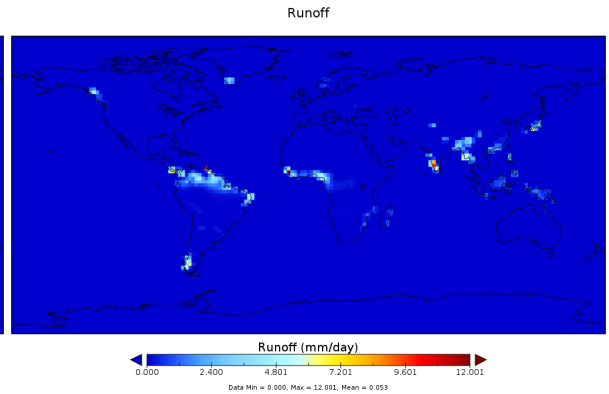 Runoff
Runoff (mm/day)
0.000 2.400 4.801 7.201 9.601 12.001
Data Min = 0.000, Max = 12.001, Mean = 0.053